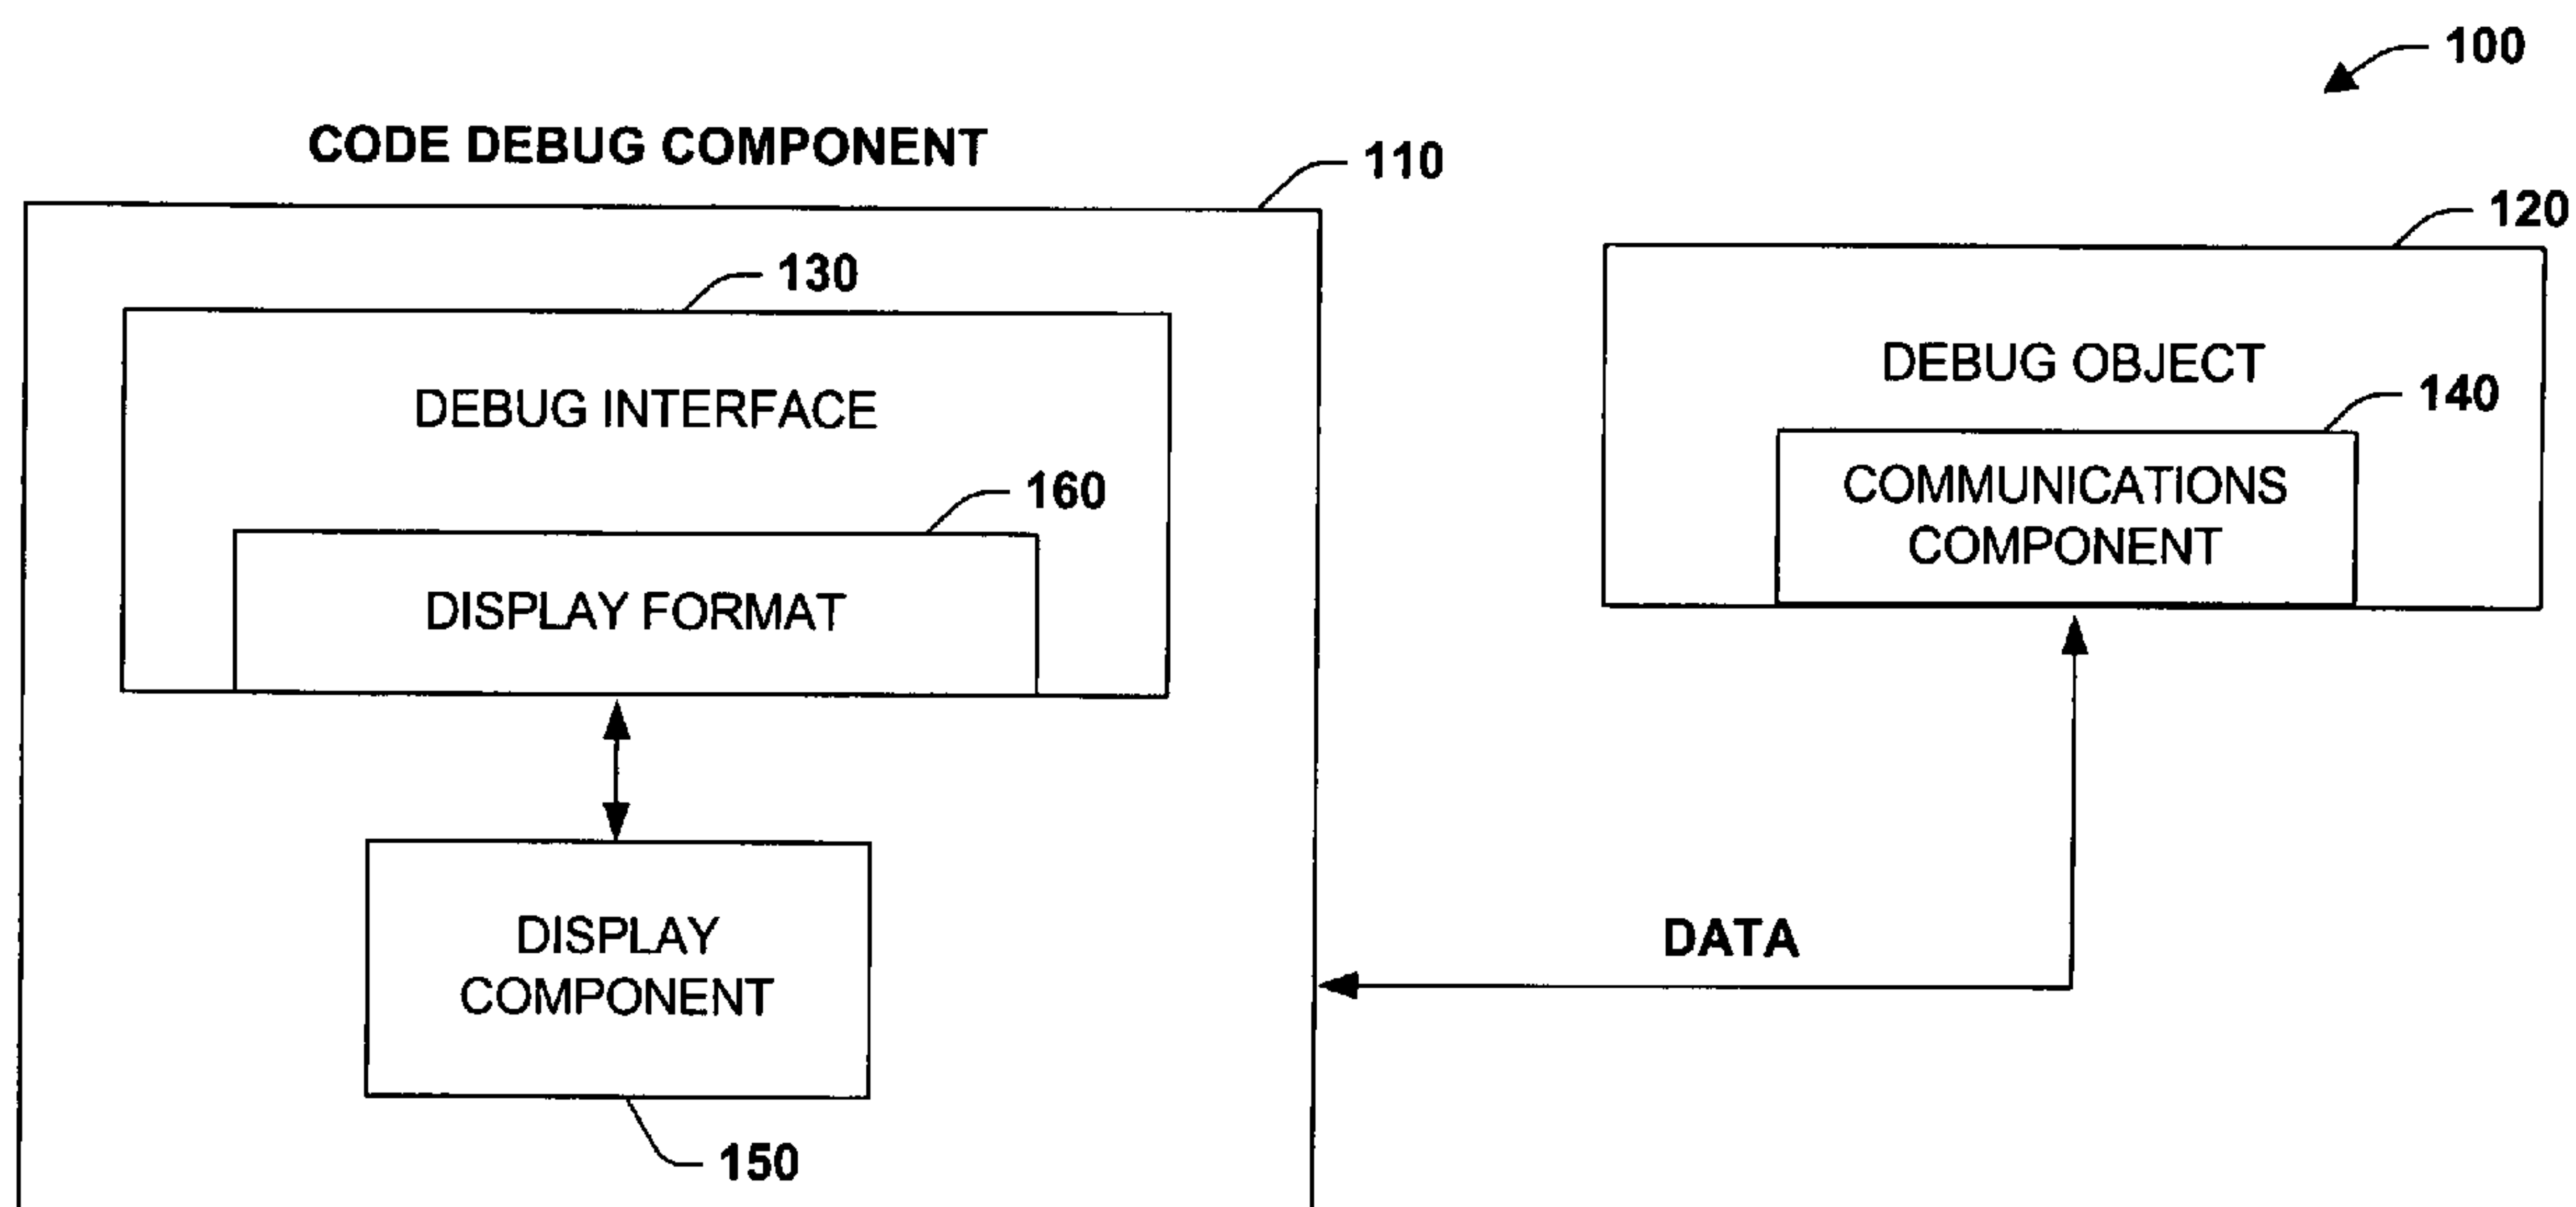 100
CODE DEBUG COMPONENT
110
120
130
DEBUG INTERFACE
160
DISPLAY FORMAT
DEBUG OBJECT
140
COMMUNICATIONS
COMPONENT
DISPLAY
COMPONENT
150
DATA